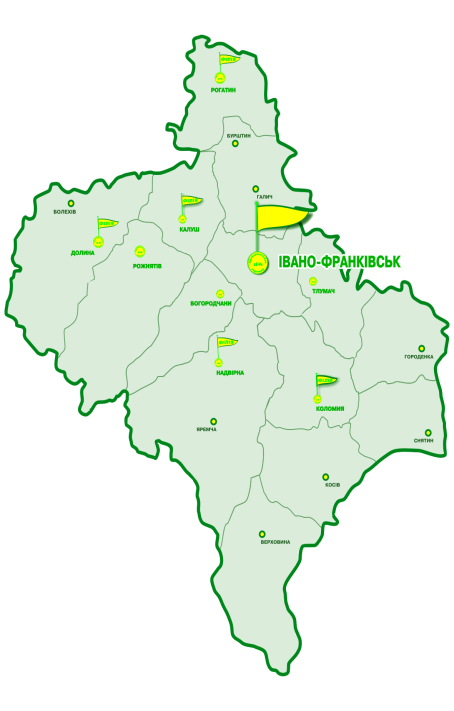 РОГАТИН
БУРШТИН
ГАЛИЧ
БОЛЕХІВ
КАЛУШ
ДОЛИНА
РОЖНЯТІВ
ІВАНО-ФРАНКІВСЬК
ТЛУМАЧ
БОГОРОДЧАНИ
ГОРОДЕНКА
НАДВІРНА
КОЛОМИЯ
ЯРЕМЧА
СНЯТИН
КОСІВ
ВЕРХОВИНА